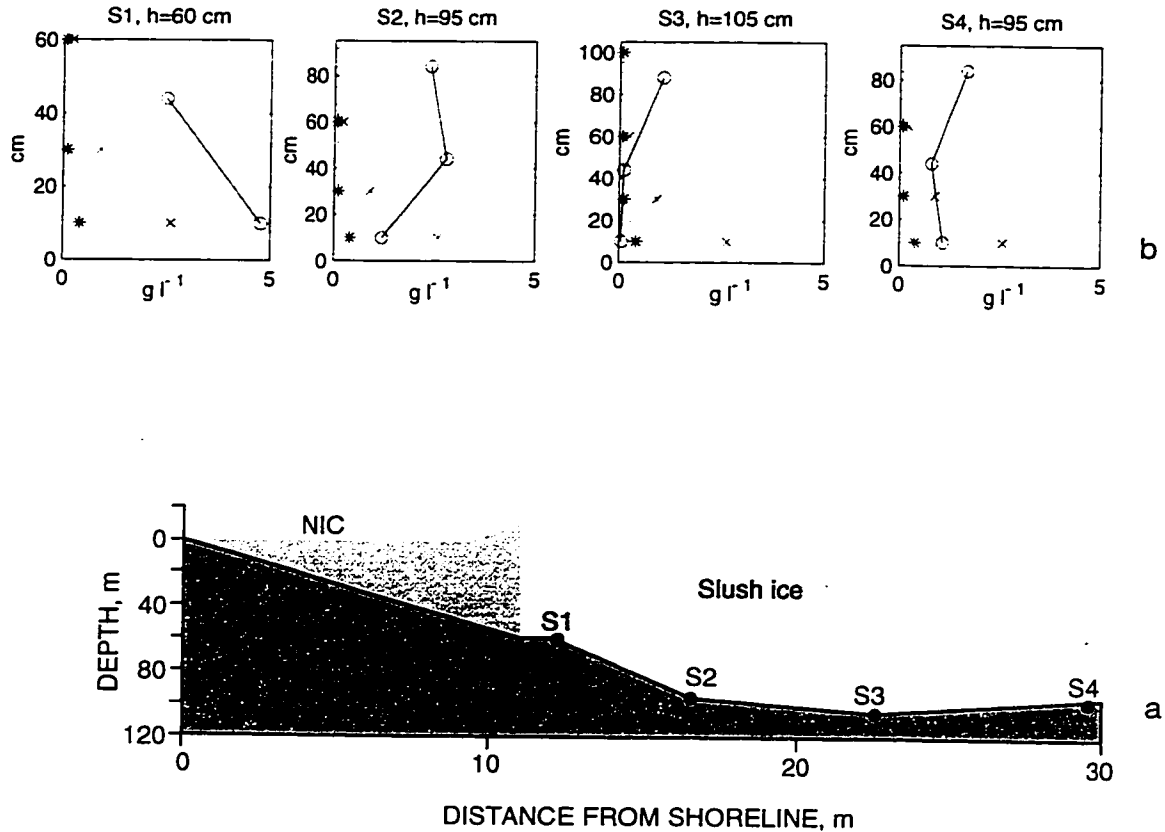 S1, h=60 cm
S2, h=95 cm
S3, h=105 cm
S4, h=95 cm
60
40
20
0
cm
0
5
g l⁻¹
80
60
40
20
0
cm
0
5
g l⁻¹
100
80
60
40
20
0
cm
0
5
g l⁻¹
80
60
40
20
0
cm
0
5
g l⁻¹
b
NIC
Slush ice
S1
S2
S3
S4
0
40
80
120
DEPTH, m
0
10
20
30
DISTANCE FROM SHORELINE, m
a